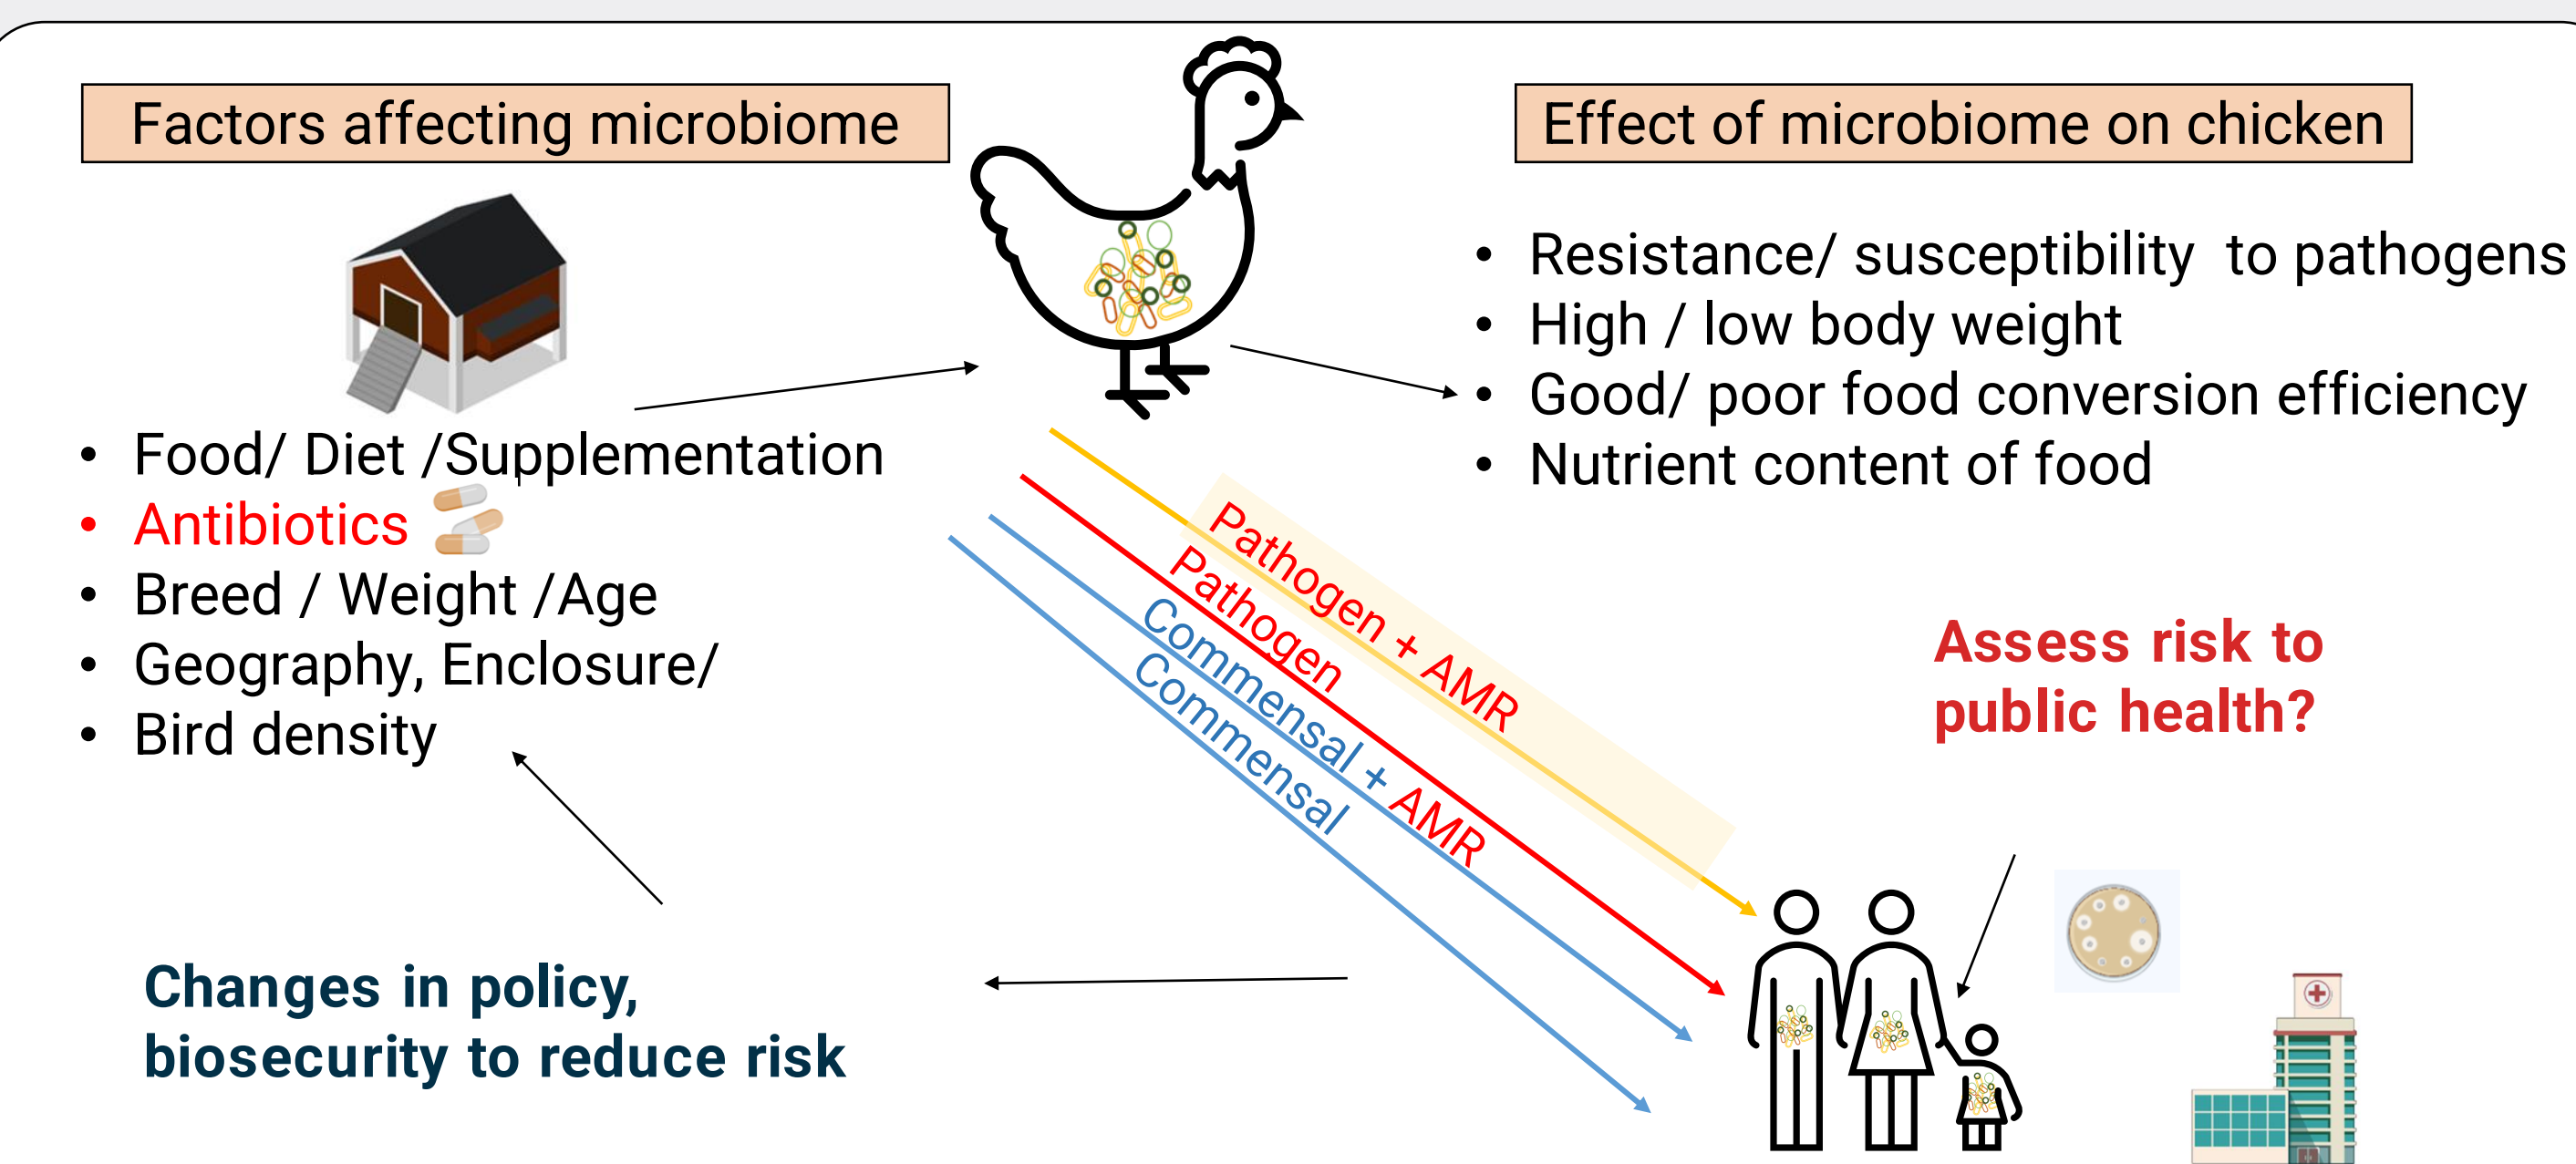 Factors affecting microbiome
• Food/ Diet /Supplementation
• Antibiotics
• Breed / Weight /Age
• Geography, Enclosure/
• Bird density
Effect of microbiome on chicken
• Resistance/ susceptibility to pathogens
• High / low body weight
• Good/ poor food conversion efficiency
• Nutrient content of food
Pathogen + AMR
Pathogen
Commensal + AMR
Commensal
Assess risk to
public health?
Changes in policy,
biosecurity to reduce risk